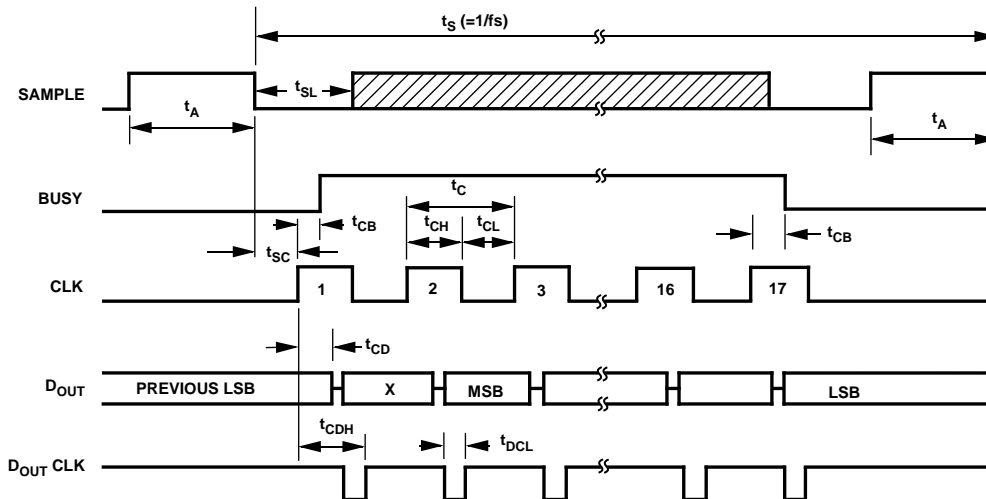 tS (=1/fs)
SAMPLE
tSL
tA
tA
BUSY
tC
tCB
tCH
tCL
tCB
tSC
CLK
1
2
3
16
17
tCD
DOUT
PREVIOUS LSB
X
MSB
LSB
tCDH
tDCL
DOUT CLK